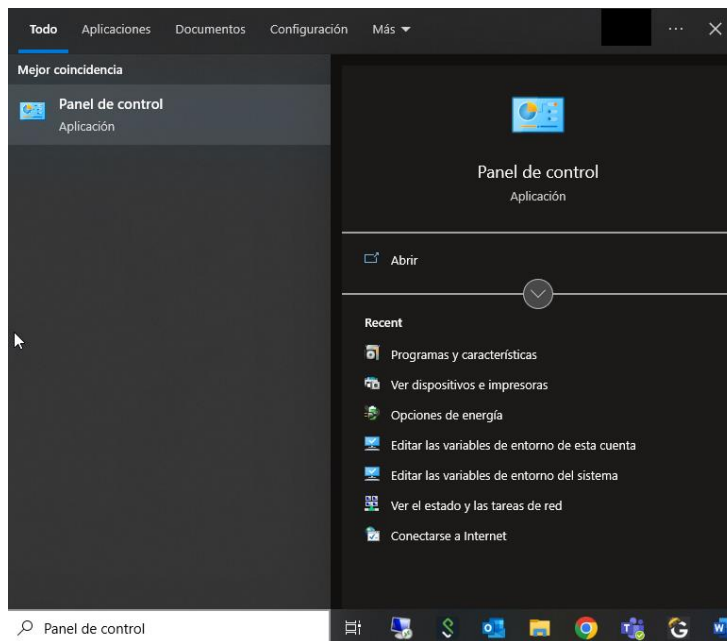 Todo Aplicaciones Documentos Configuración Más
Mejor coincidencia
Panel de control
Aplicación
Panel de control
Aplicación
Abrir
Recent
Programas y características
Ver dispositivos e impresoras
Opciones de energía
Editar las variables de entorno de esta cuenta
Editar las variables de entorno del sistema
Ver el estado y las tareas de red
Conectarse a Internet
Panel de control